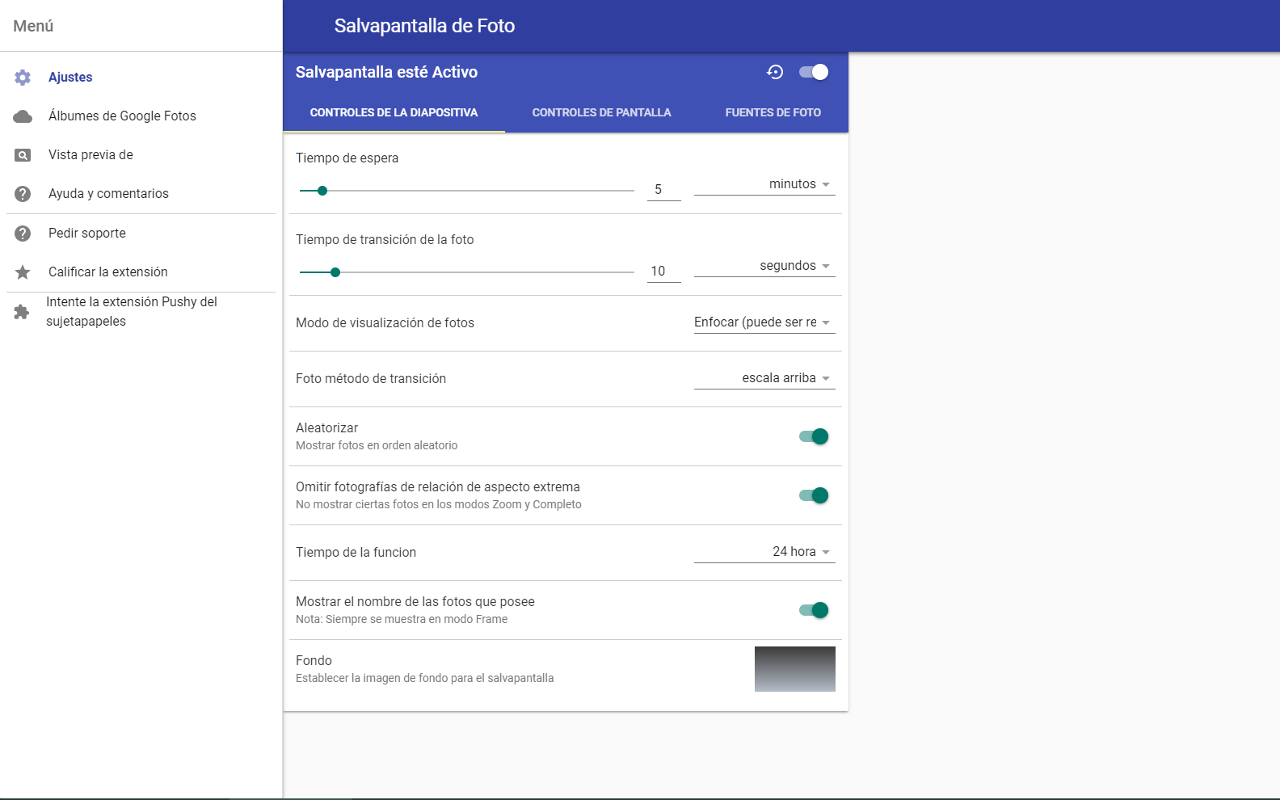 Menú
Salvapantalla de Foto
Ajustes
Álbumes de Google Fotos
Vista previa de
Ayuda y comentarios
Pedir soporte
Calificar la extensión
Intente la extensión Pushy del
sujetapapeles
Salvapantalla esté Activo
CONTROLES DE LA DIAPOSITIVA CONTROLES DE PANTALLA FUENTES DE FOTO
Tiempo de espera
5 minutos
Tiempo de transición de la foto
10 segundos
Modo de visualización de fotos Enfocar (puede ser re
Foto método de transición escala arriba
Aleatorizar
Mostrar fotos en orden aleatorio
Omitir fotografías de relación de aspecto extrema
No mostrar ciertas fotos en los modos Zoom y Completo
Tiempo de la funcion 24 hora
Mostrar el nombre de las fotos que posee
Nota: Siempre se muestra en modo Frame
Fondo
Establecer la imagen de fondo para el salvapantalla